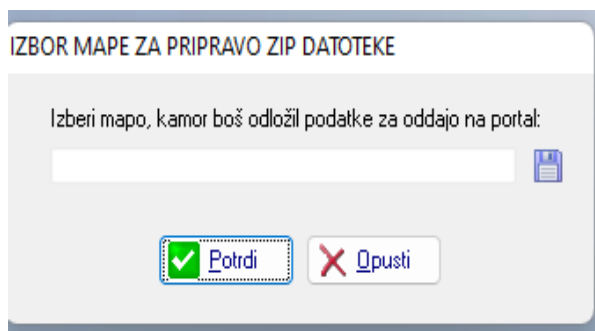 IZBOR MAPE ZA PRIPRAVO ZIP DATOTEKE
Izberi mapo, kamor boš odložil podatke za oddajo na portal:
Potrdi
Opusti